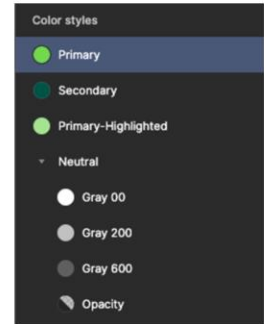 Color styles
Primary
Secondary
Primary-Highlighted
Neutral
Gray 00
Gray 200
Gray 600
Opacity